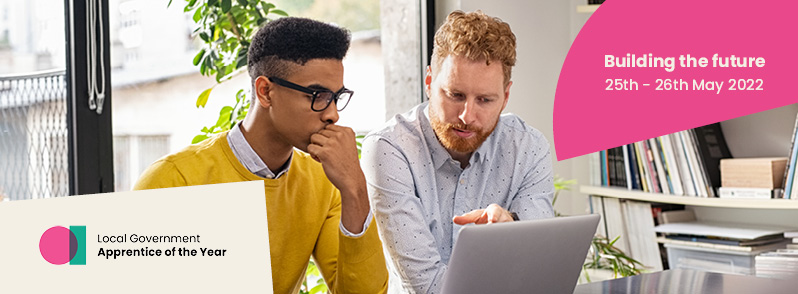 Building the future
25th - 26th May 2022
Local Government
Apprentice of the Year